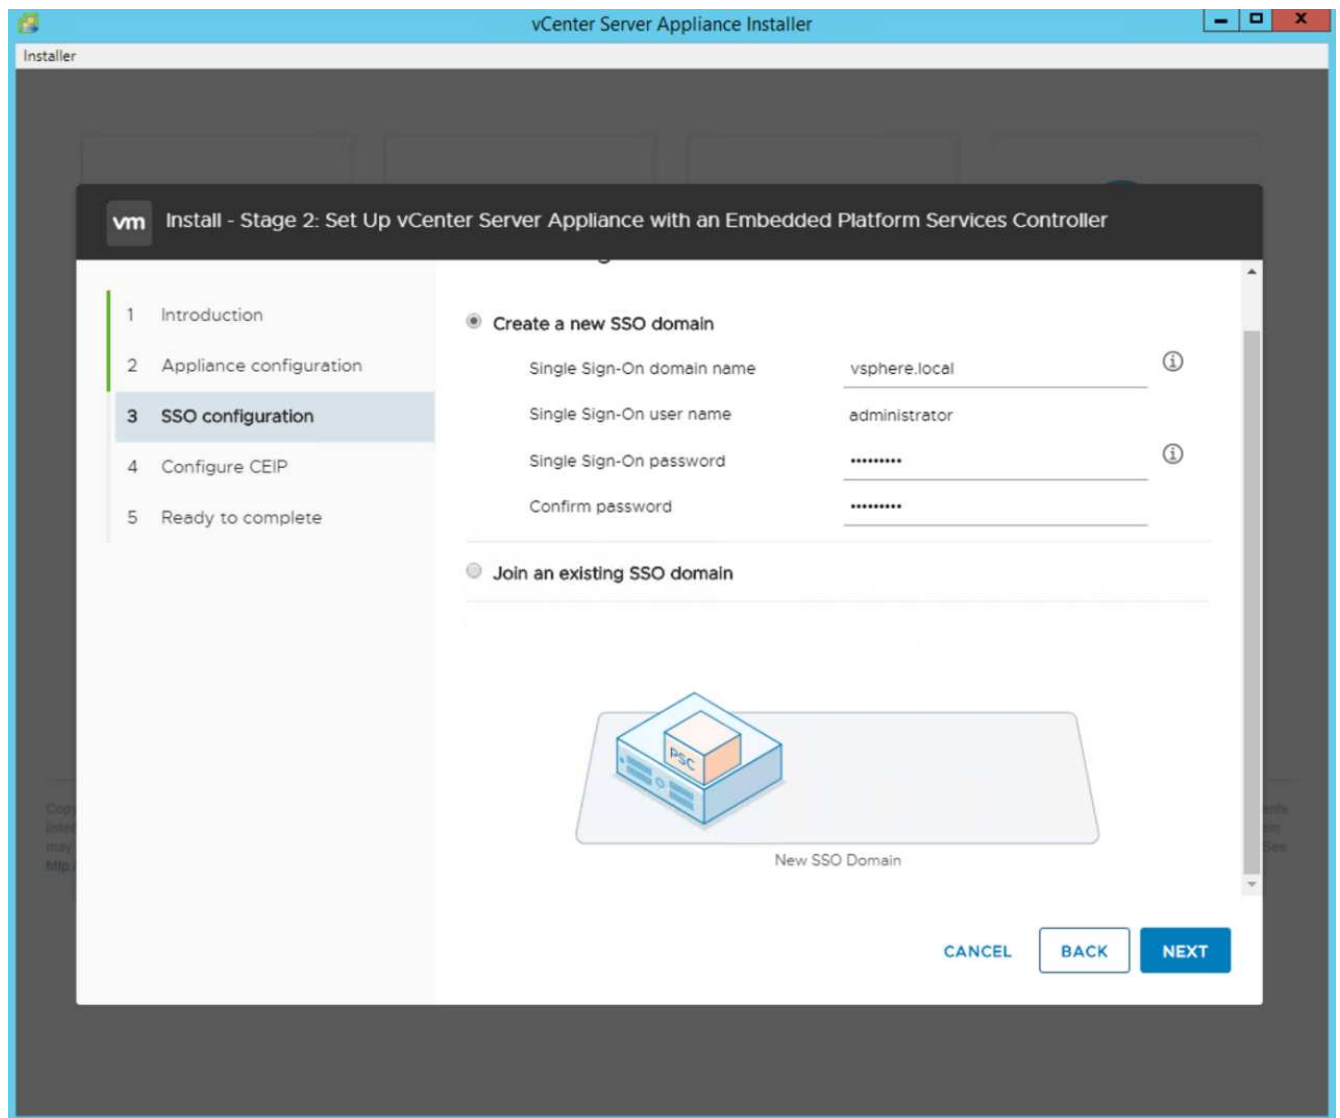 vCenter Server Appliance Installer
Installer
vm Install - Stage 2: Set Up vCenter Server Appliance with an Embedded Platform Services Controller
1 Introduction
2 Appliance configuration
3 SSO configuration
4 Configure CEIP
5 Ready to complete
Create a new SSO domain
Single Sign-On domain name vsphere.local
Single Sign-On user name administrator
Single Sign-On password •••••••••
Confirm password •••••••••
Join an existing SSO domain
PSC
New SSO Domain
CANCEL BACK NEXT